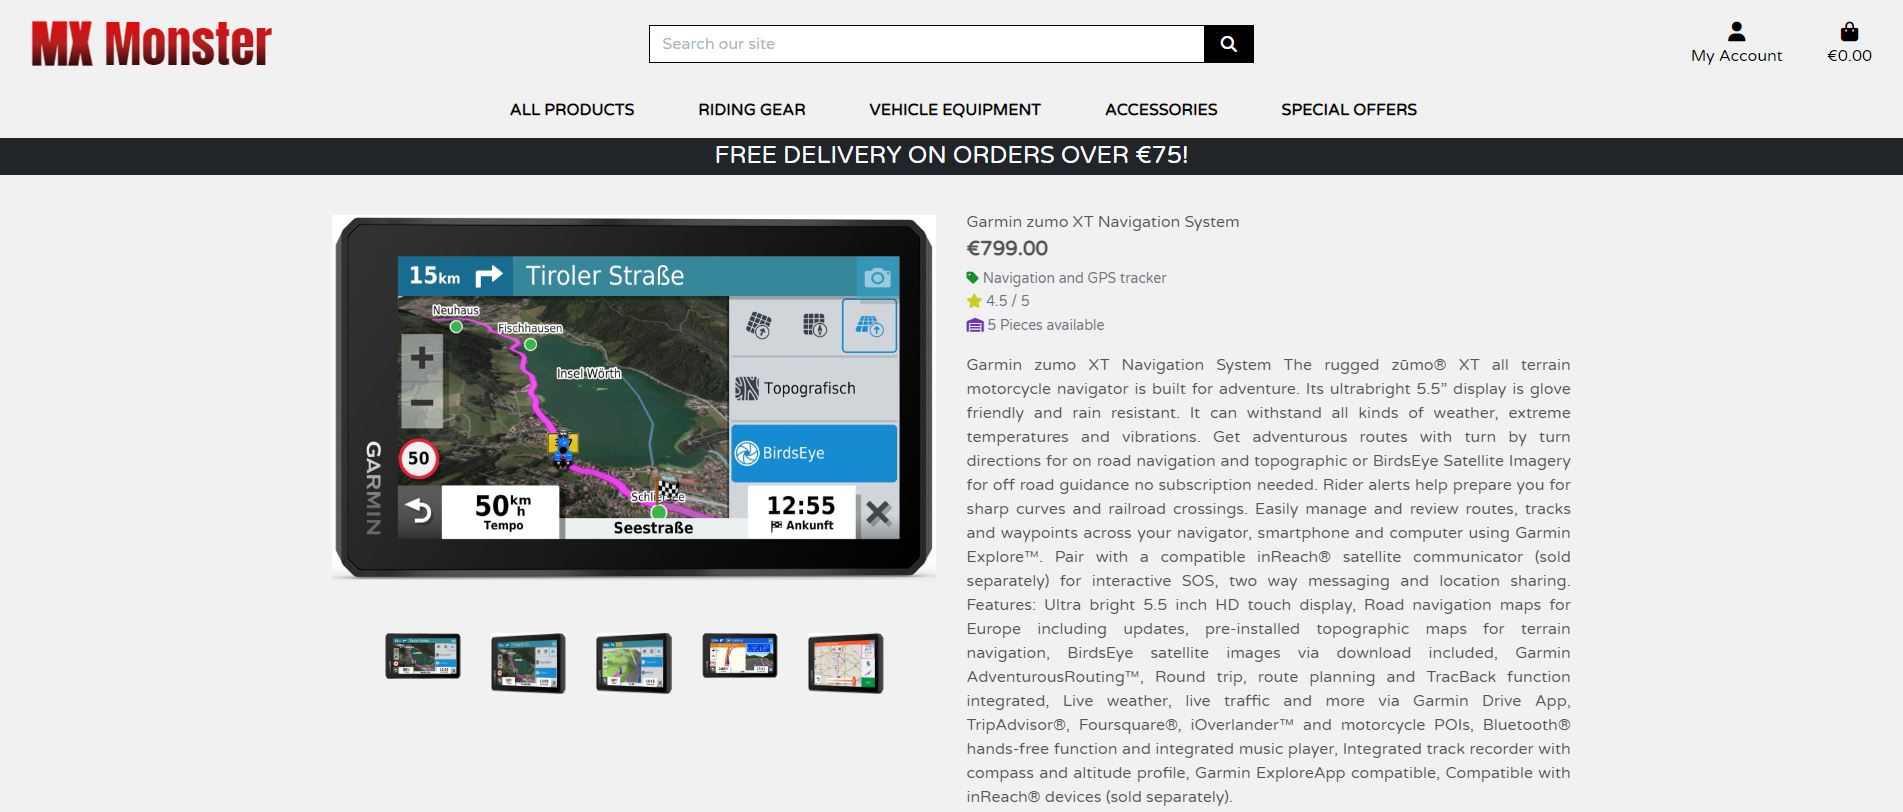 MX Monster
Search our site
My Account
€0.00
ALL PRODUCTS
RIDING GEAR
VEHICLE EQUIPMENT
ACCESSORIES
SPECIAL OFFERS
FREE DELIVERY ON ORDERS OVER €75!
15km
Tiroler Straße
Neuhaus
Fischhausen
Insel Wörth
Topografisch
BirdsEye
50
GARMIN
50 km/h
Tempo
Seestraße
12:55
Ankunft
Garmin zumo XT Navigation System
€799.00
Navigation and GPS tracker
4.5 / 5
5 Pieces available
Garmin zumo XT Navigation System The rugged zūmo® XT all terrain
motorcycle navigator is built for adventure. Its ultrabright 5.5” display is glove
friendly and rain resistant. It can withstand all kinds of weather, extreme
temperatures and vibrations. Get adventurous routes with turn by turn
directions for on road navigation and topographic or BirdsEye Satellite Imagery
for off road guidance no subscription needed. Rider alerts help prepare you for
sharp curves and railroad crossings. Easily manage and review routes, tracks
and waypoints across your navigator, smartphone and computer using Garmin
Explore™. Pair with a compatible inReach® satellite communicator (sold
separately) for interactive SOS, two way messaging and location sharing.
Features: Ultra bright 5.5 inch HD touch display, Road navigation maps for
Europe including updates, pre-installed topographic maps for terrain
navigation, BirdsEye satellite images via download included, Garmin
AdventurousRouting™, Round trip, route planning and TracBack function
integrated, Live weather, live traffic and more via Garmin Drive App,
TripAdvisor®, Foursquare®, iOverlander™ and motorcycle POIs, Bluetooth®
hands-free function and integrated music player, Integrated track recorder with
compass and altitude profile, Garmin ExploreApp compatible, Compatible with
inReach® devices (sold separately).